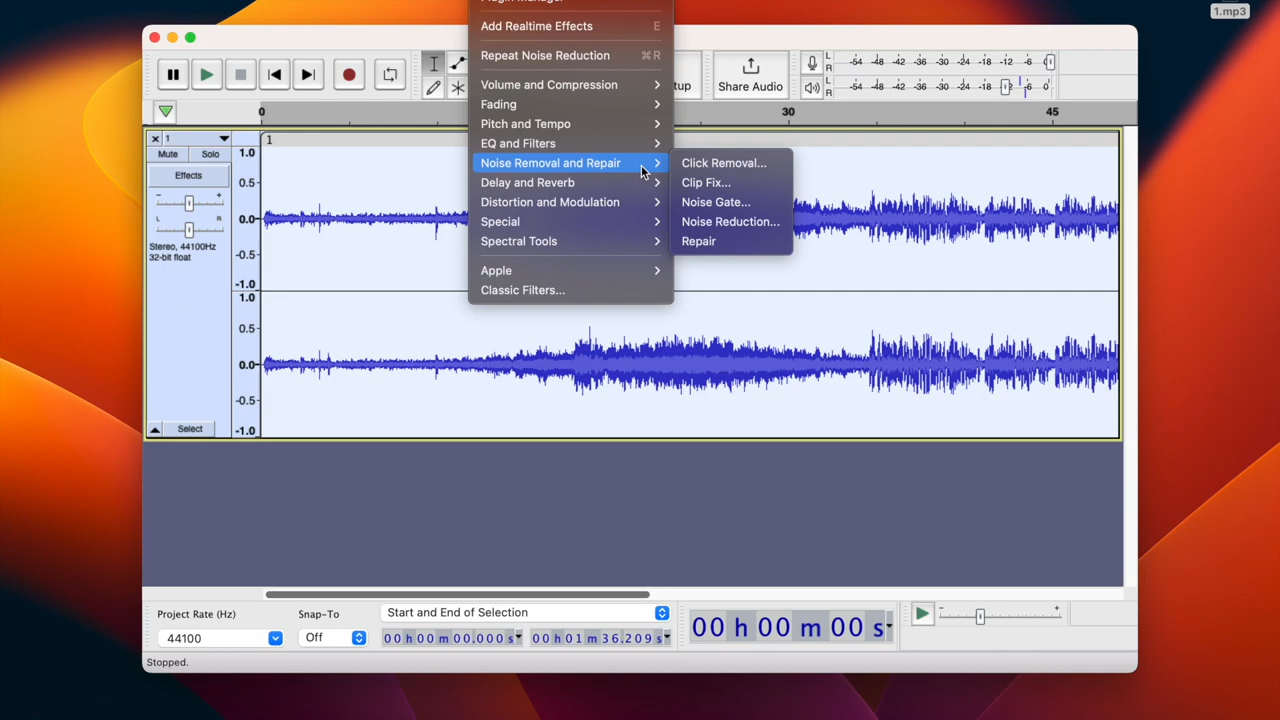 1.mp3
Plugin Manager
Add Realtime Effects E
Repeat Noise Reduction ⌘R
Volume and Compression
Fading
Pitch and Tempo
EQ and Filters
Noise Removal and Repair
Delay and Reverb
Distortion and Modulation
Special
Spectral Tools
Apple
Classic Filters...
Click Removal...
Clip Fix...
Noise Gate...
Noise Reduction...
Repair
Share Audio
L
R -54 -48 -42 -36 -30 -24 -18 -12 -6 0
L
R -54 -48 -42 -36 -30 -24 -18 -12 -6 0
0 30 45
1
1
Mute Solo
Effects
- +
L R
Stereo, 44100Hz
32-bit float
Select
1.0
0.5
0.0
-0.5
-1.0
1.0
0.5
0.0
-0.5
-1.0
Project Rate (Hz)
44100
Snap-To
Off
Start and End of Selection
00 h 00 m 00.000 s
00 h 01 m 36.209 s
00 h 00 m 00 s
- +
Stopped.